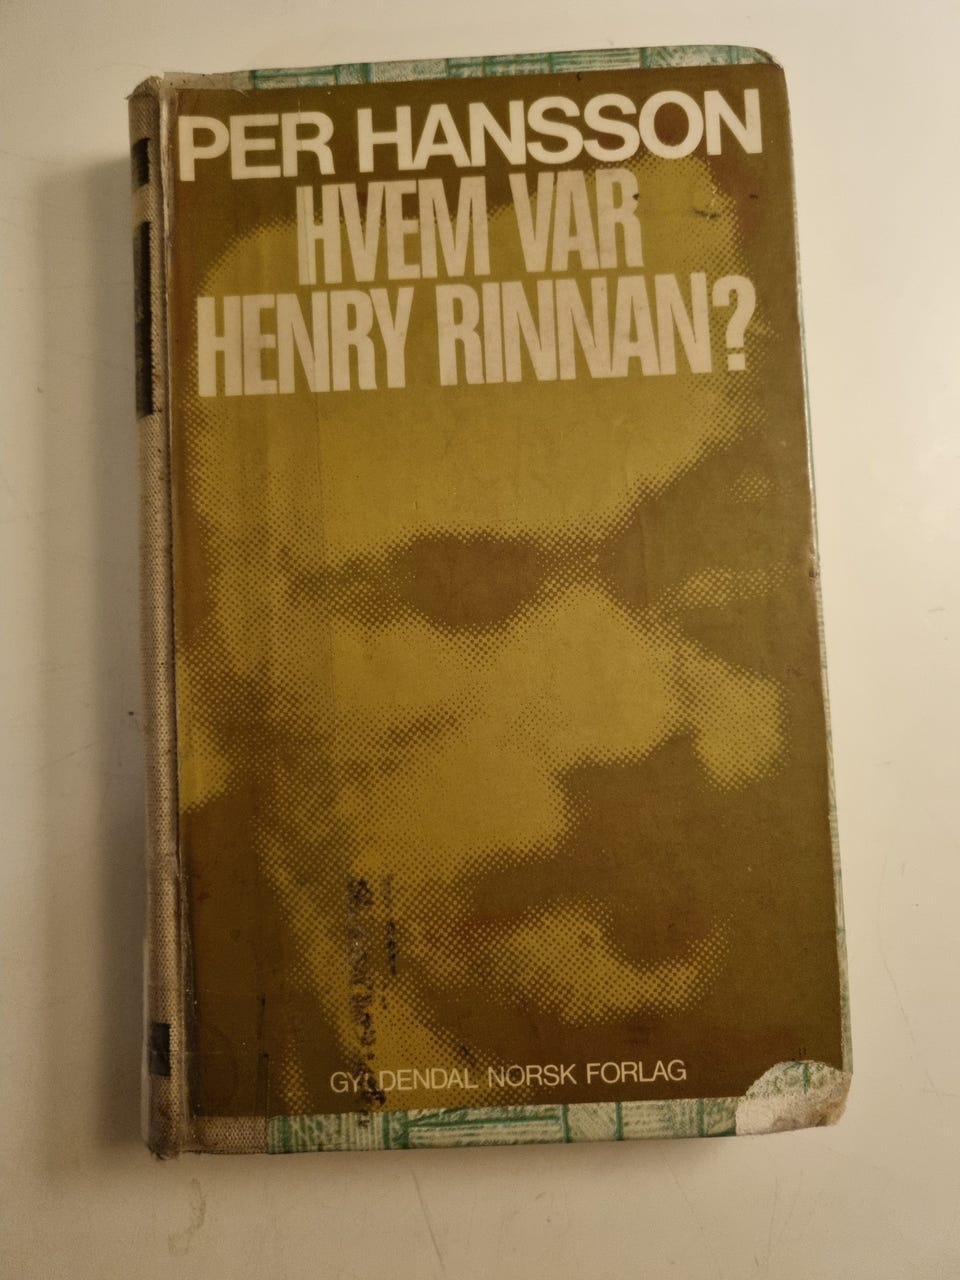 PER HANSSON
HVEM VAR
HENRY RINNAN?
GYLDENDAL NORSK FORLAG